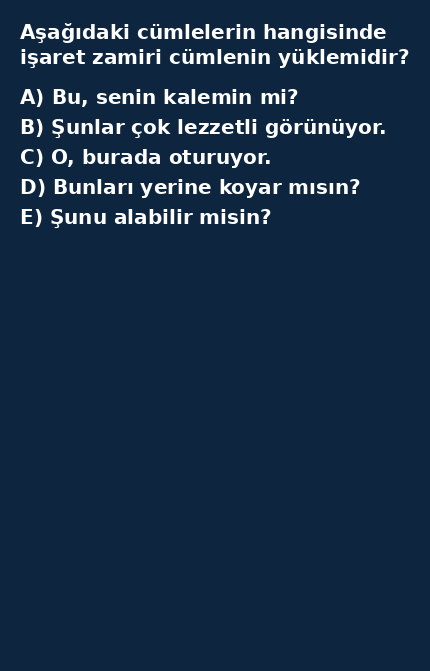 Aşağıdaki cümlelerin hangisinde
işaret zamiri cümlenin yüklemidir?
A) Bu, senin kalemin mi?
B) Şunlar çok lezzetli görünüyor.
C) O, burada oturuyor.
D) Bunları yerine koyar mısın?
E) Şunu alabilir misin?